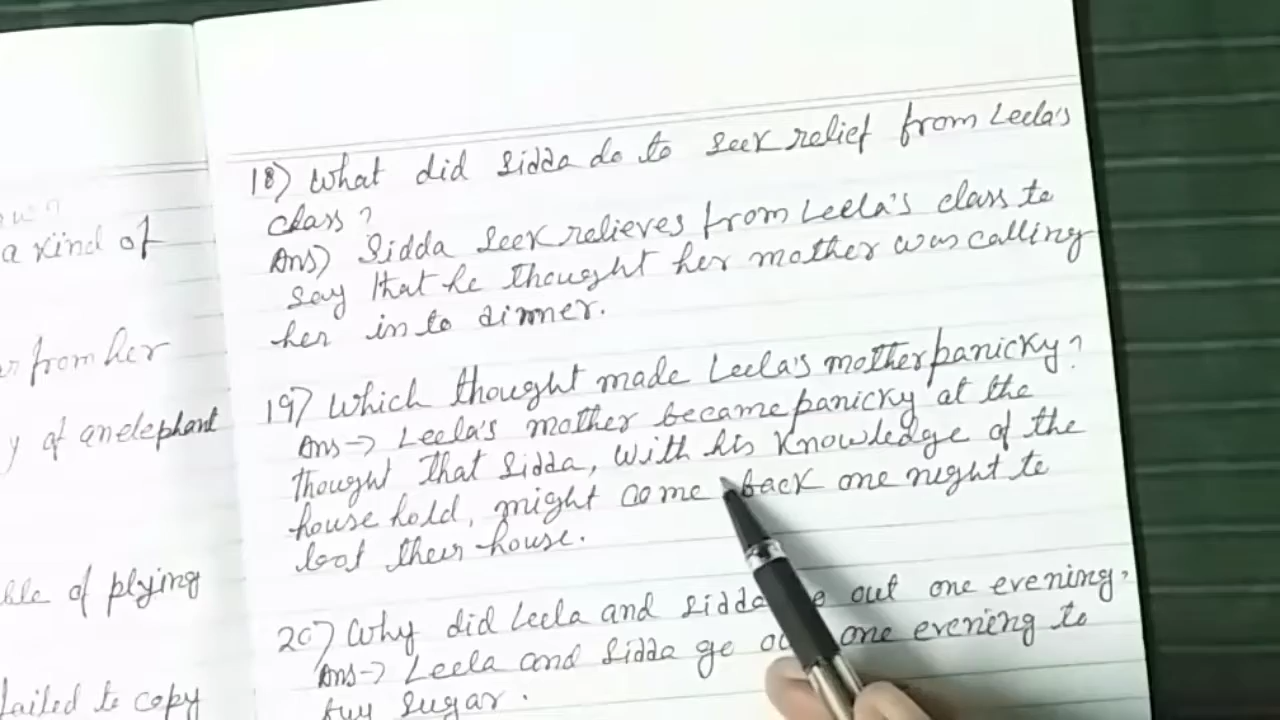 a kind of
from her
y of an elephant
of plying
failed to copy
18) What did Sidda do to seek relief from Leela's
class?
Ans) Sidda seek relieves from Leela's class to
say that he thought her mother was calling
her in to dinner.
19) Which thought made Leela's mother panicky?
Ans → Leela's mother became panicky at the
thought that Sidda, with his knowledge of the
house hold, might come back one night to
loot their house.
20) Why did Leela and Sidda out one evening?
Ans → Leela and Sidda go one evening to
buy sugar.